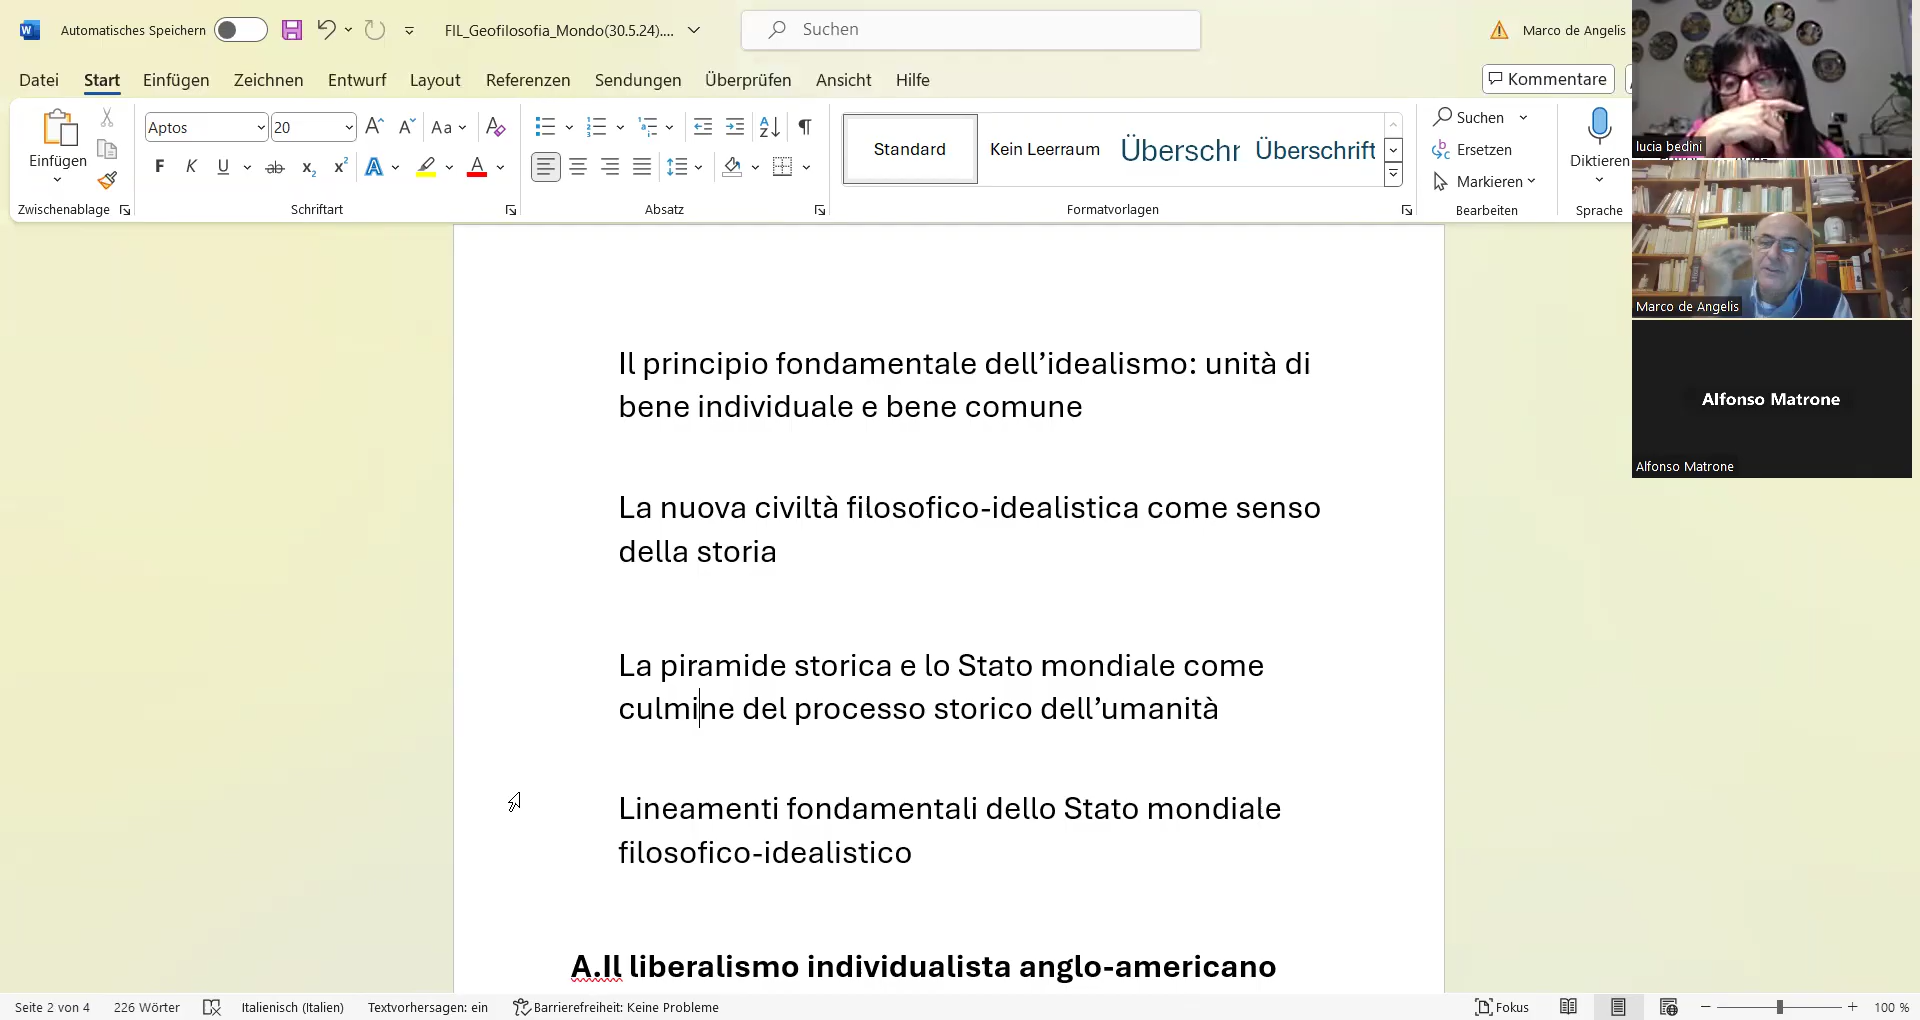 Automatisches Speichern
FIL_Geofilosofia_Mondo(30.5.24)....
Suchen
Marco de Angelis
Datei Start Einfügen Zeichnen Entwurf Layout Referenzen Sendungen Überprüfen Ansicht Hilfe
Kommentare
Einfügen
Zwischenablage
Aptos 20
Schriftart
Absatz
Standard
Kein Leerraum
Überschr
Überschrift
Formatvorlagen
Suchen
Ersetzen
Markieren
Bearbeiten
Diktieren
Sprache
lucia bedini
Marco de Angelis
Alfonso Matrone
Alfonso Matrone
Il principio fondamentale dell’idealismo: unità di
bene individuale e bene comune
La nuova civiltà filosofico-idealistica come senso
della storia
La piramide storica e lo Stato mondiale come
culmine del processo storico dell’umanità
Lineamenti fondamentali dello Stato mondiale
filosofico-idealistico
A.Il liberalismo individualista anglo-americano
Seite 2 von 4 226 Wörter Italienisch (Italien) Textvorhersagen: ein Barrierefreiheit: Keine Probleme Fokus 100 %